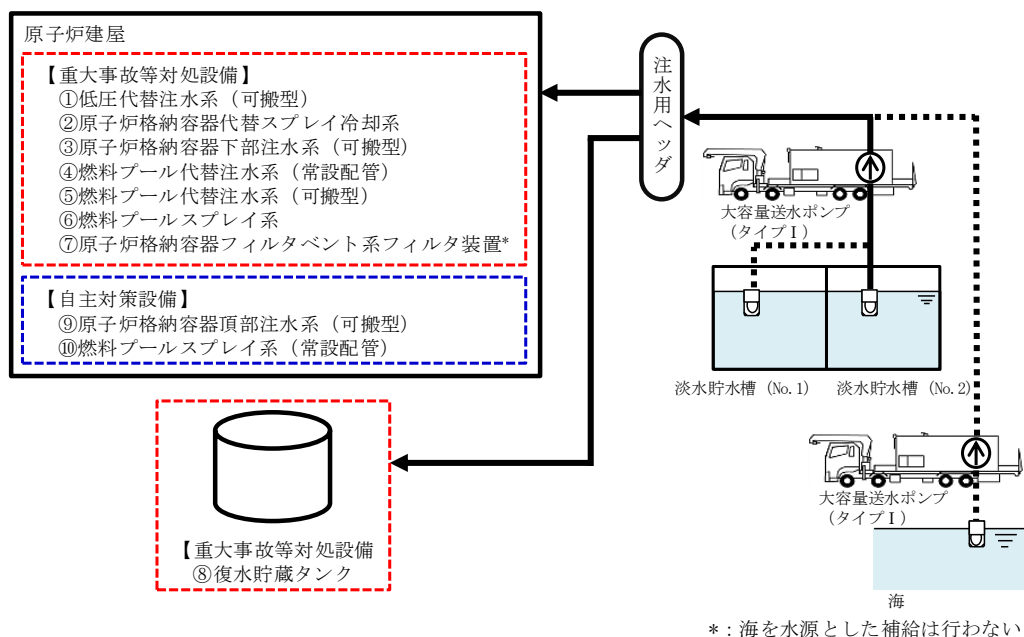 原子炉建屋
【重大事故等対処設備】
①低圧代替注水系（可搬型）
②原子炉格納容器代替スプレイ冷却系
③原子炉格納容器下部注水系（可搬型）
④燃料プール代替注水系（常設配管）
⑤燃料プール代替注水系（可搬型）
⑥燃料プールスプレイ系
⑦原子炉格納容器フィルタベント系フィルタ装置*
【自主対策設備】
⑨原子炉格納容器頂部注水系（可搬型）
⑩燃料プールスプレイ系（常設配管）
【重大事故等対処設備
⑧復水貯蔵タンク
注水用ヘッダ
大容量送水ポンプ
（タイプⅠ）
淡水貯水槽（No.1）
淡水貯水槽（No.2）
大容量送水ポンプ
（タイプⅠ）
海
*：海を水源とした補給は行わない